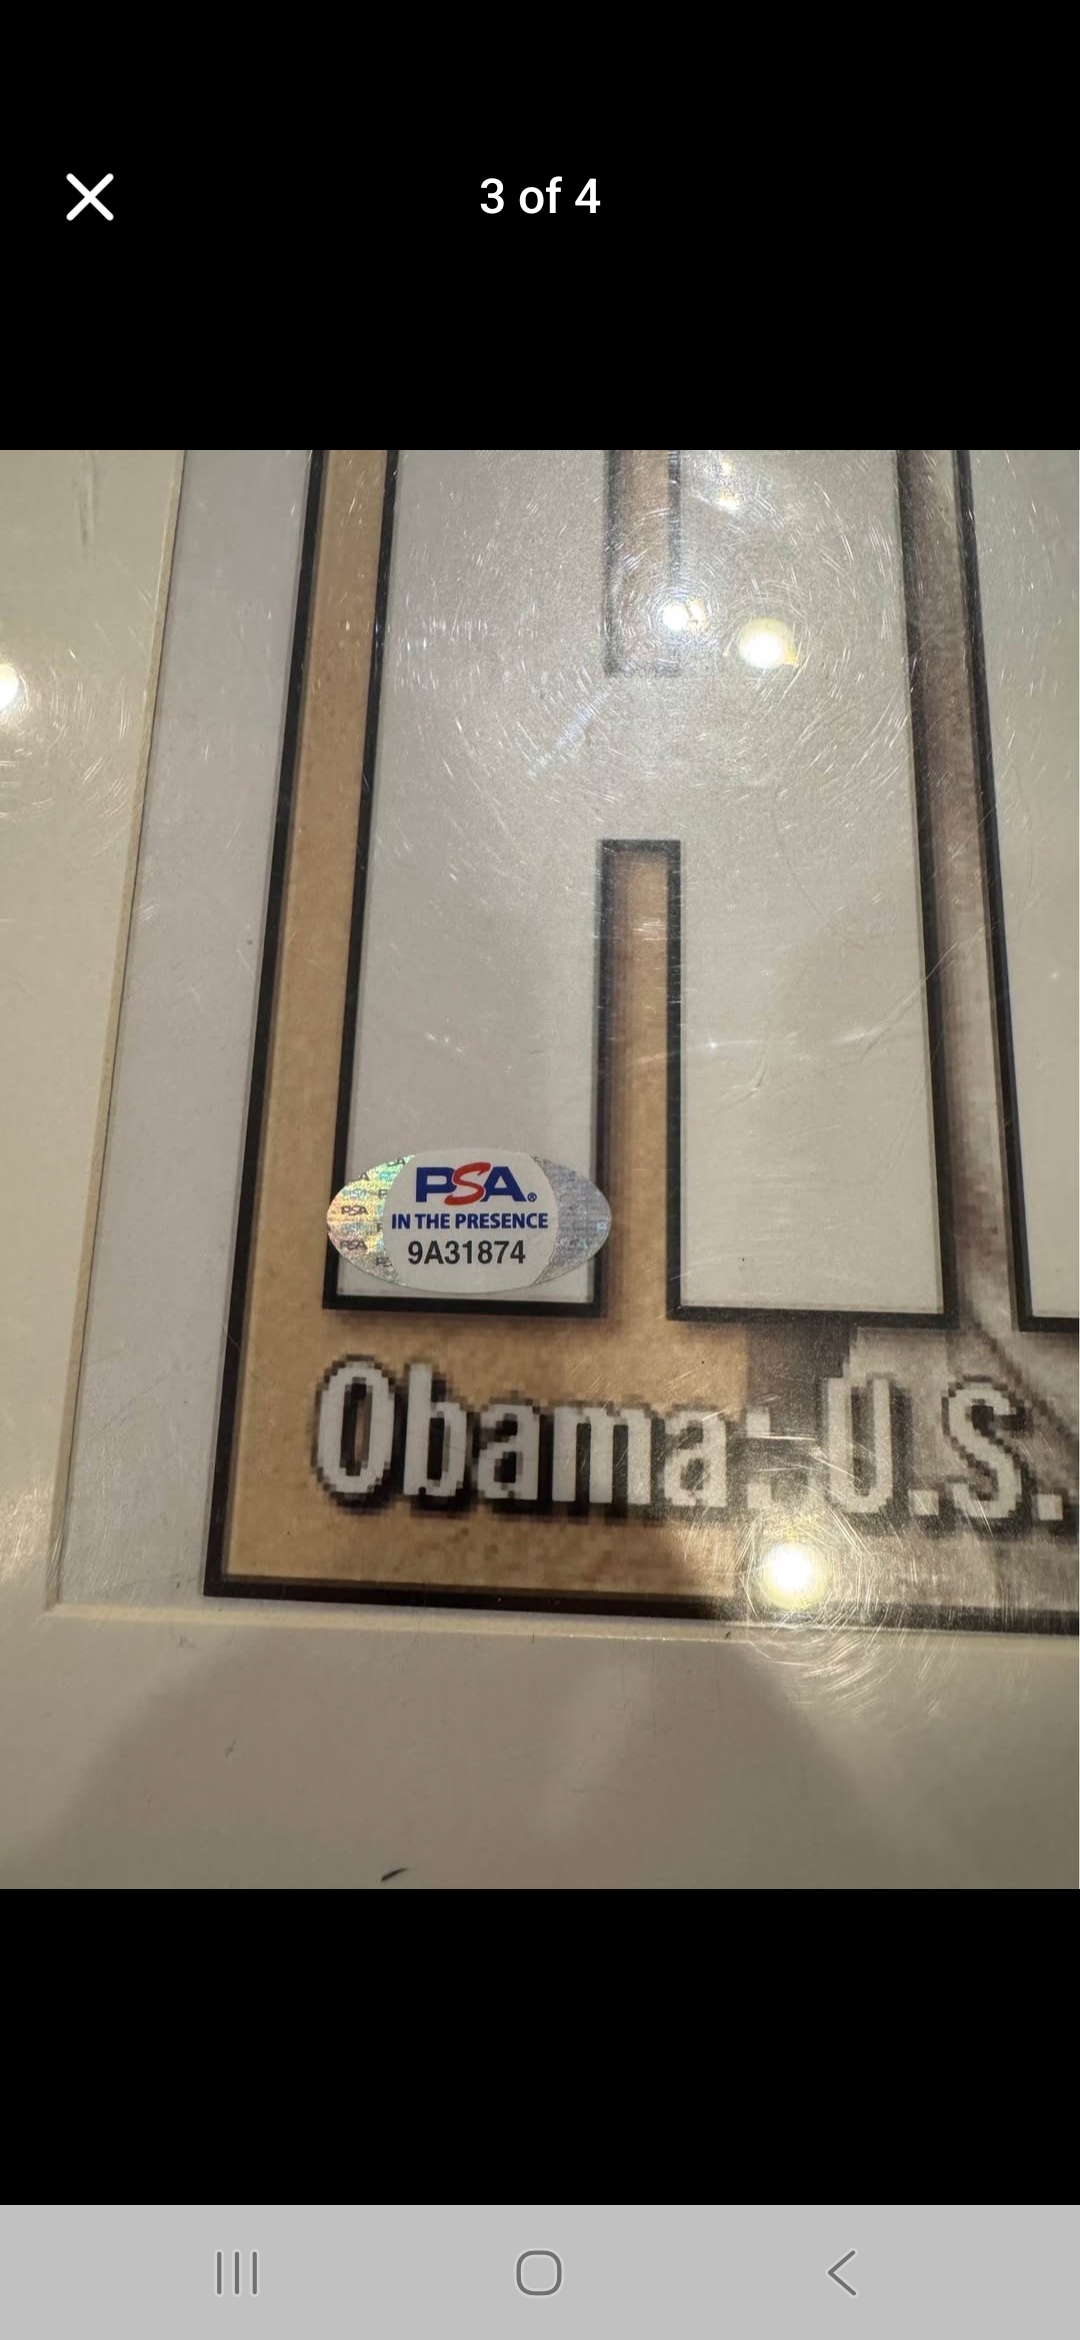 3 of 4
PSA®
IN THE PRESENCE
9A31874
Obama: U.S.